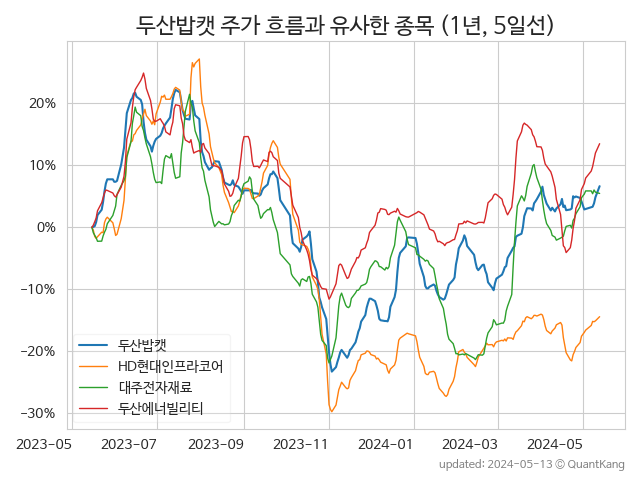 두산밥캣 주가 흐름과 유사한 종목 (1년, 5일선)
20%
10%
0%
−10%
−20%
−30%
두산밥캣
HD현대인프라코어
대주전자재료
두산에너빌리티
2023-05 2023-07 2023-09 2023-11 2024-01 2024-03 2024-05
updated: 2024-05-13 ⓒ QuantKang